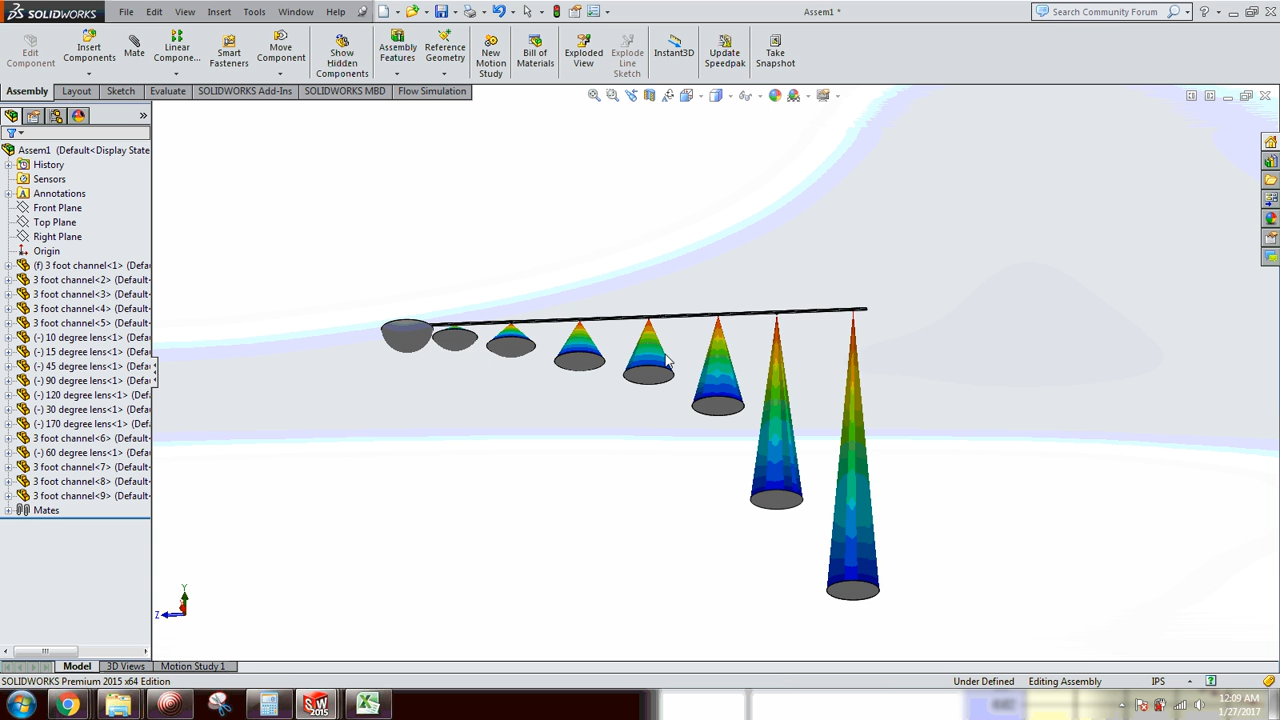 SOLIDWORKS File Edit View Insert Tools Window Help Assem1 * Search Community Forum
Edit Component
Insert Components
Mate
Linear Compone...
Smart Fasteners
Move Component
Show Hidden Components
Assembly Features
Reference Geometry
New Motion Study
Bill of Materials
Exploded View
Explode Line Sketch
Instant3D
Update Speedpak
Take Snapshot
Assembly Layout Sketch Evaluate SOLIDWORKS Add-Ins SOLIDWORKS MBD Flow Simulation
Assem1 (Default<Display State
History
Sensors
Annotations
Front Plane
Top Plane
Right Plane
Origin
(f) 3 foot channel<1> (Defau
3 foot channel<2> (Default<
3 foot channel<3> (Default<
3 foot channel<4> (Default<
3 foot channel<5> (Default<
(-) 10 degree lens<1> (Defau
(-) 15 degree lens<1> (Defau
(-) 45 degree lens<1> (Defau
(-) 90 degree lens<1> (Defau
(-) 120 degree lens<1> (Defa
(-) 30 degree lens<1> (Defau
(-) 170 degree lens<1> (Defa
3 foot channel<6> (Default<
(-) 60 degree lens<1> (Defau
3 foot channel<7> (Default<
3 foot channel<8> (Default<
3 foot channel<9> (Default<
Mates
Y
Z
Model 3D Views Motion Study 1
SOLIDWORKS Premium 2015 x64 Edition Under Defined Editing Assembly IPS
SW 2015
12:09 AM
1/27/2017